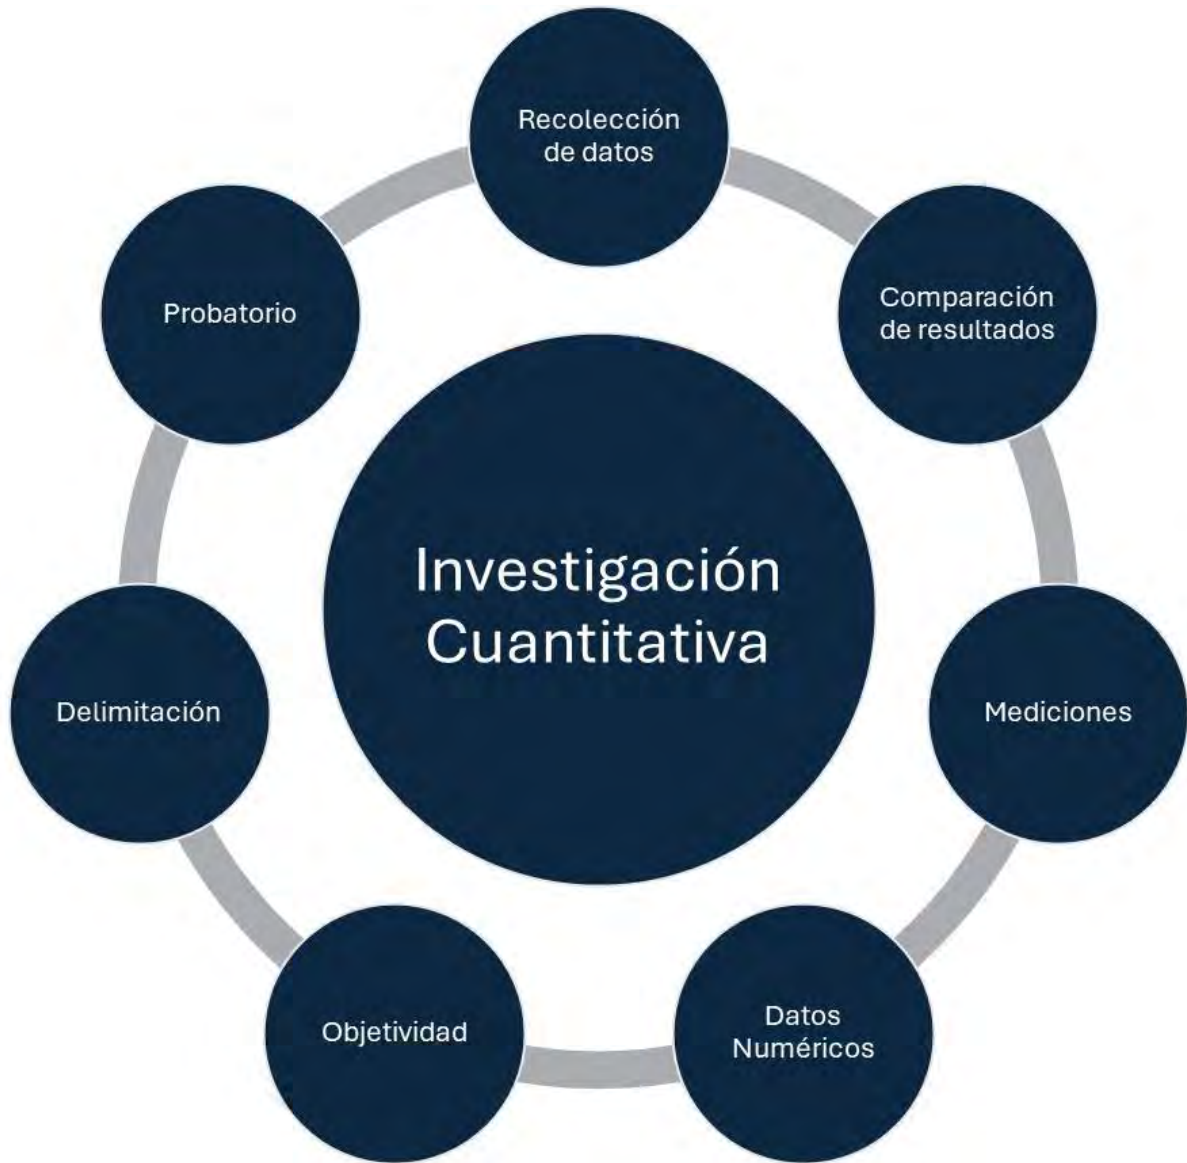 Recolección
de datos
Comparación
de resultados
Mediciones
Datos
Numéricos
Objetividad
Delimitación
Probatorio
Investigación
Cuantitativa